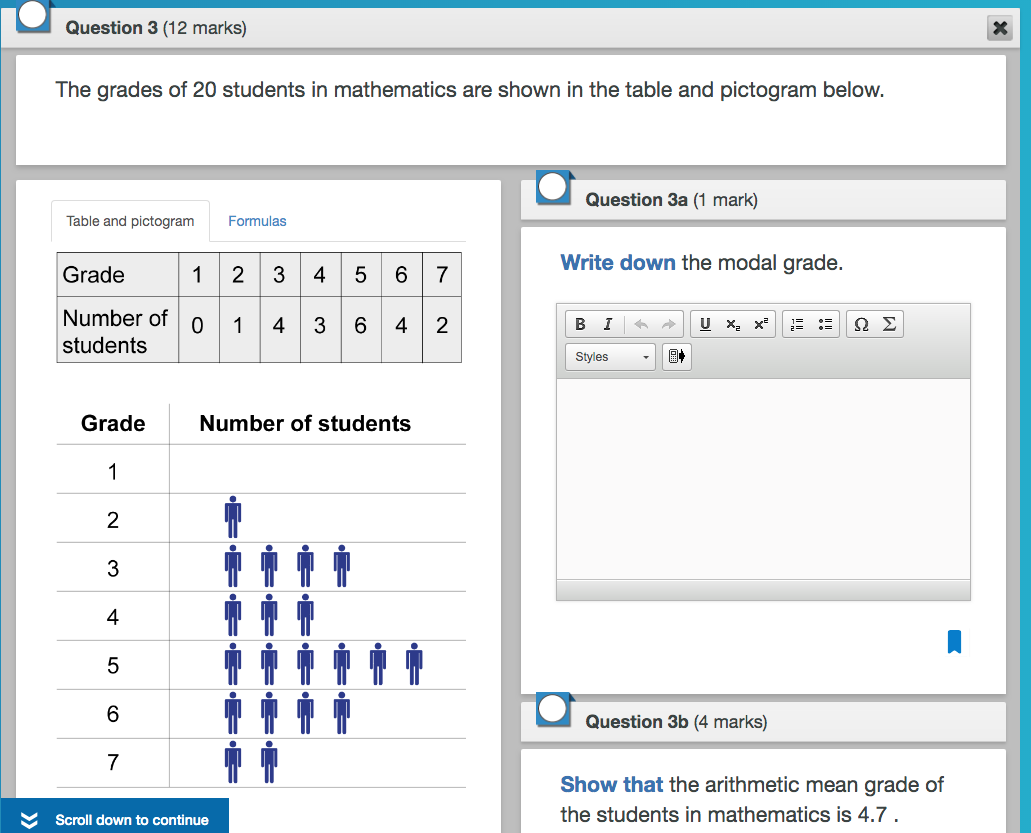 Question 3 (12 marks)
The grades of 20 students in mathematics are shown in the table and pictogram below.
Table and pictogram Formulas
Grade 1 2 3 4 5 6 7
Number of students 0 1 4 3 6 4 2
Grade Number of students
1
2
3
4
5
6
7
Scroll down to continue
Question 3a (1 mark)
Write down the modal grade.
B I U x₂ x² Ω Σ
Styles
Question 3b (4 marks)
Show that the arithmetic mean grade of
the students in mathematics is 4.7 .